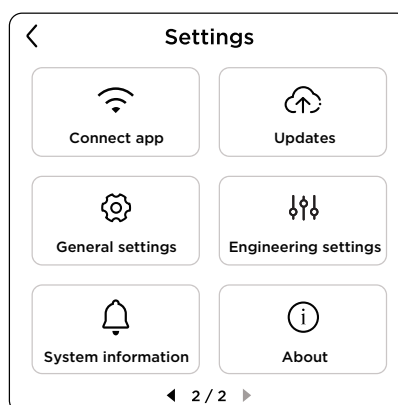 Settings
Connect app
Updates
General settings
Engineering settings
System information
About
2 / 2